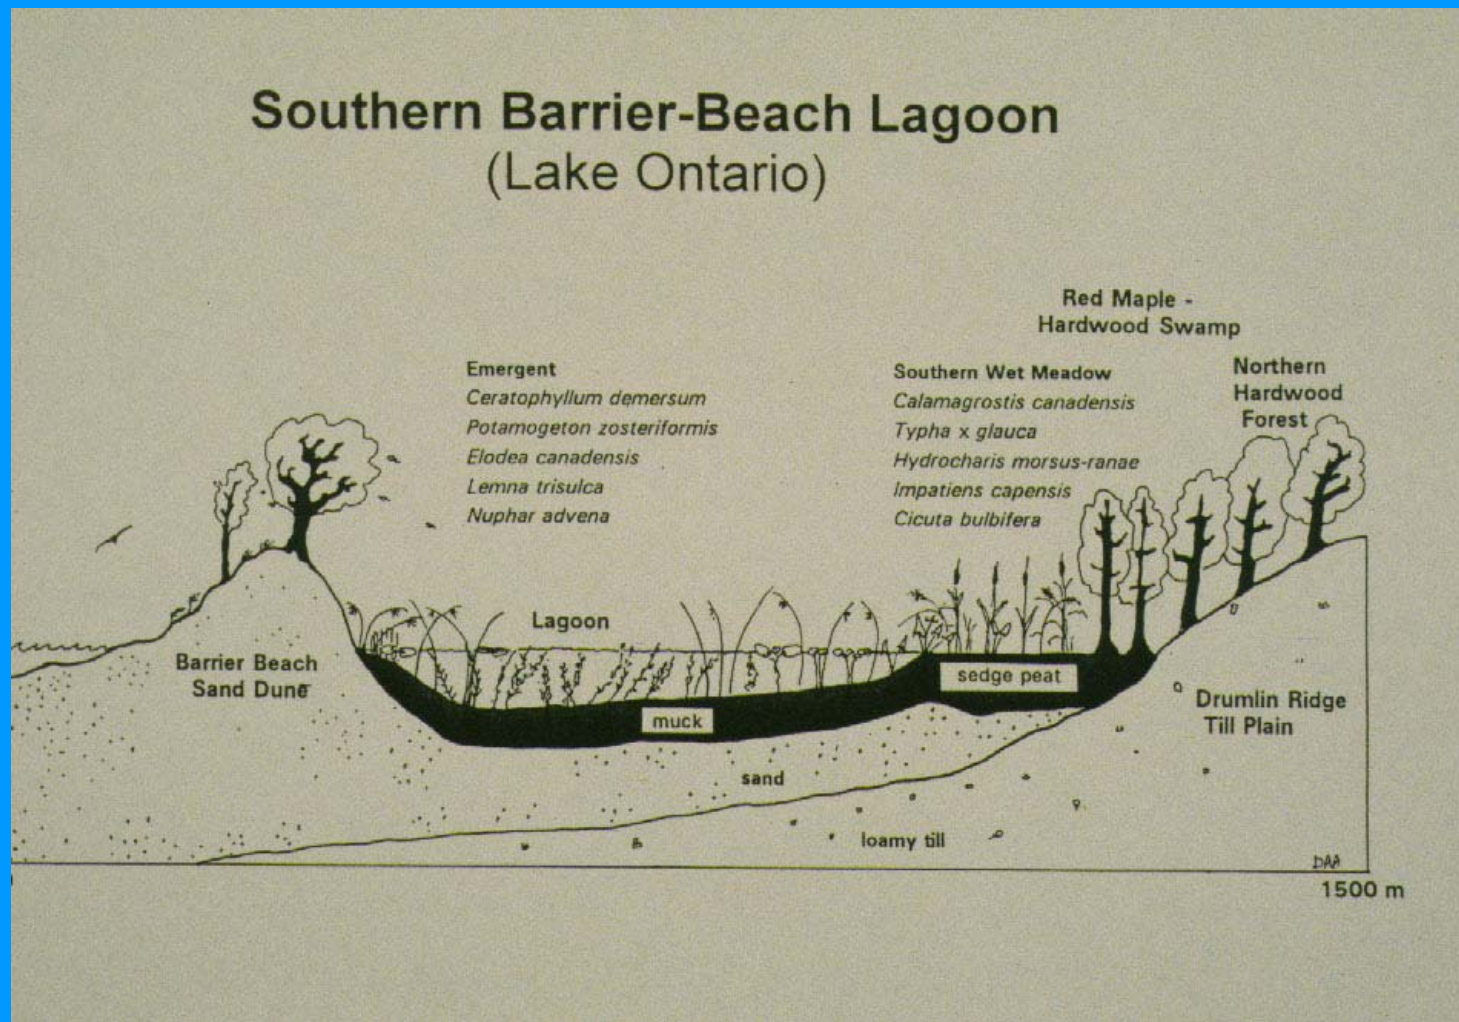 Southern Barrier-Beach Lagoon
(Lake Ontario)
Red Maple -
Hardwood Swamp
Northern
Hardwood
Forest
Emergent
Ceratophyllum demersum
Potamogeton zosteriformis
Elodea canadensis
Lemna trisulca
Nuphar advena
Southern Wet Meadow
Calamagrostis canadensis
Typha x glauca
Hydrocharis morsus-ranae
Impatiens capensis
Cicuta bulbifera
Lagoon
Barrier Beach
Sand Dune
sedge peat
muck
Drumlin Ridge
Till Plain
sand
loamy till
DAA
1500 m